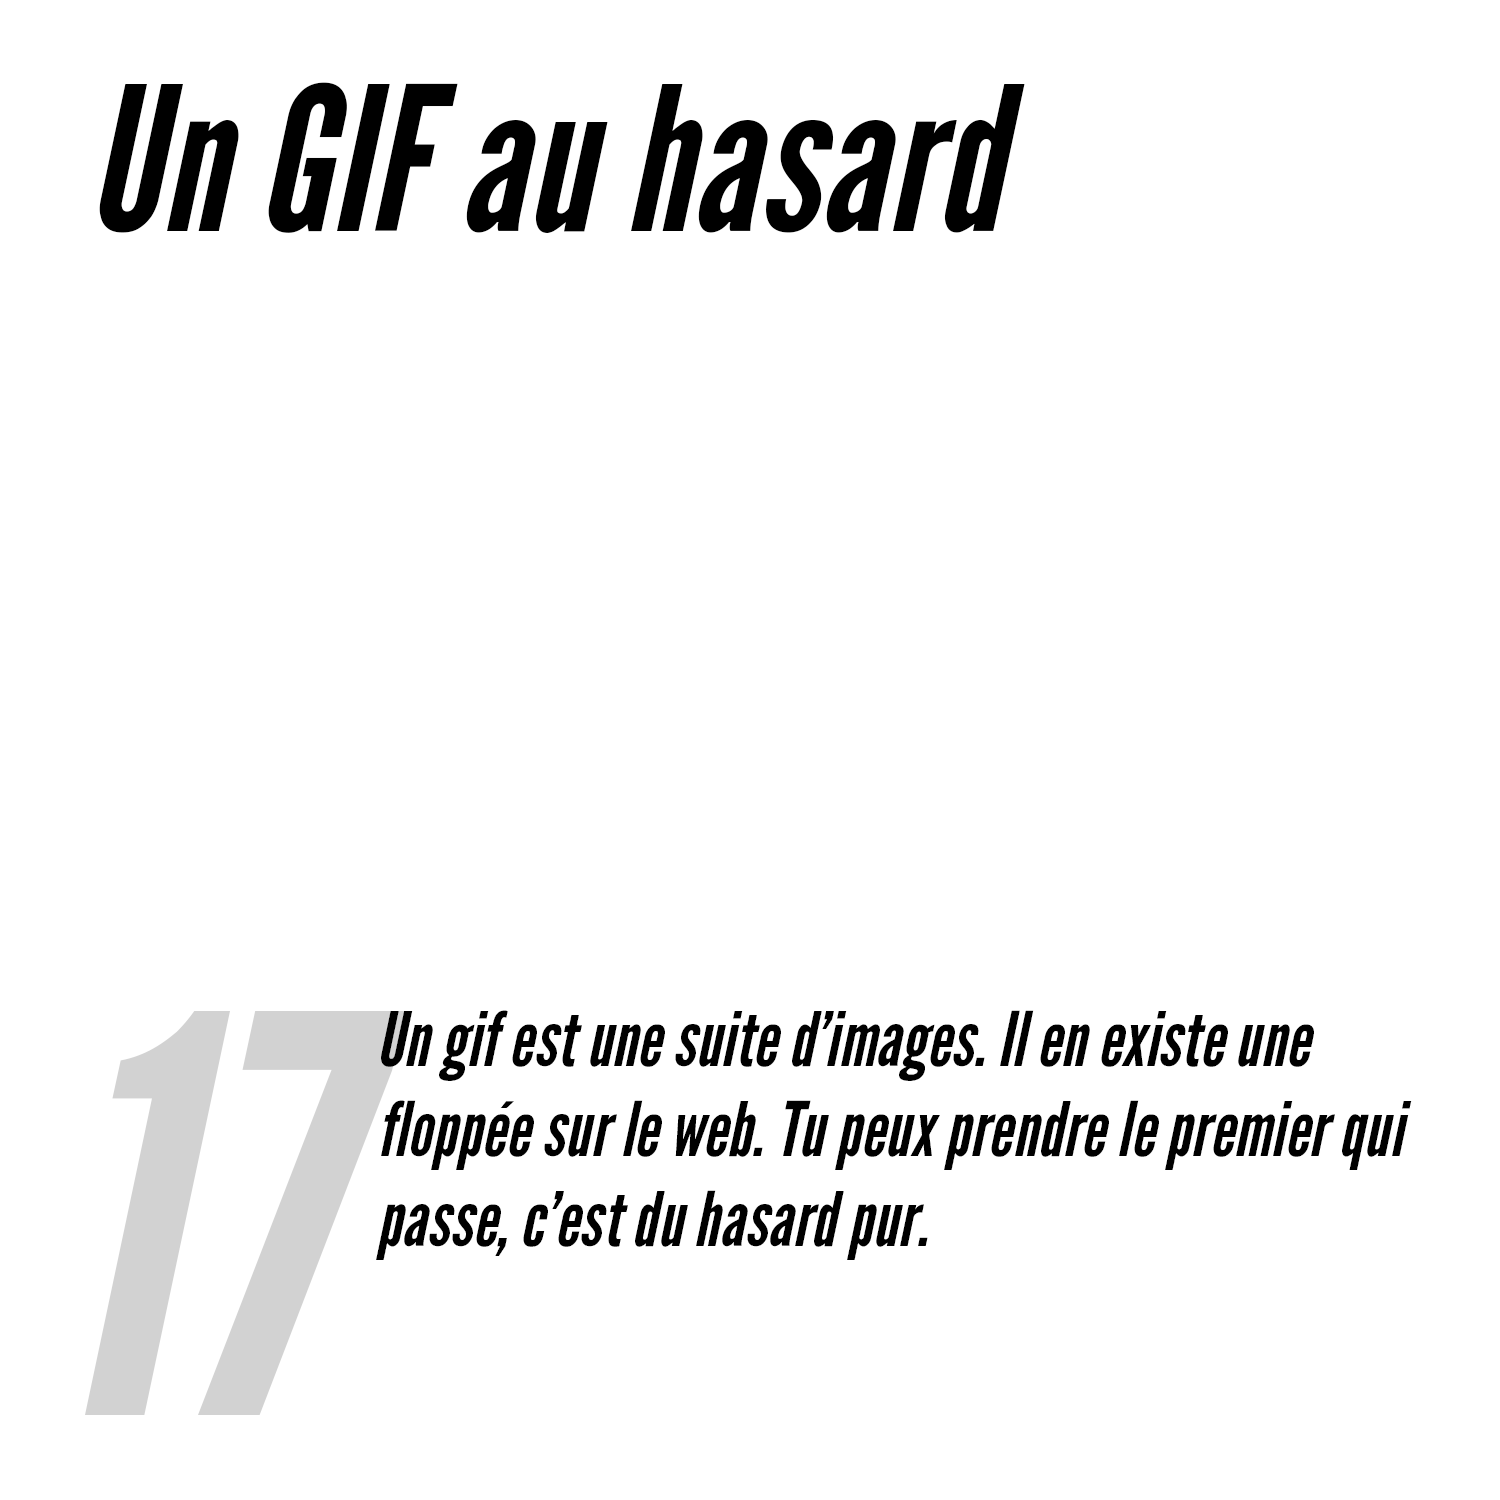 Un GIF au hasard
17
Un gif est une suite d’images. Il en existe une
floppée sur le web. Tu peux prendre le premier qui
passe, c’est du hasard pur.